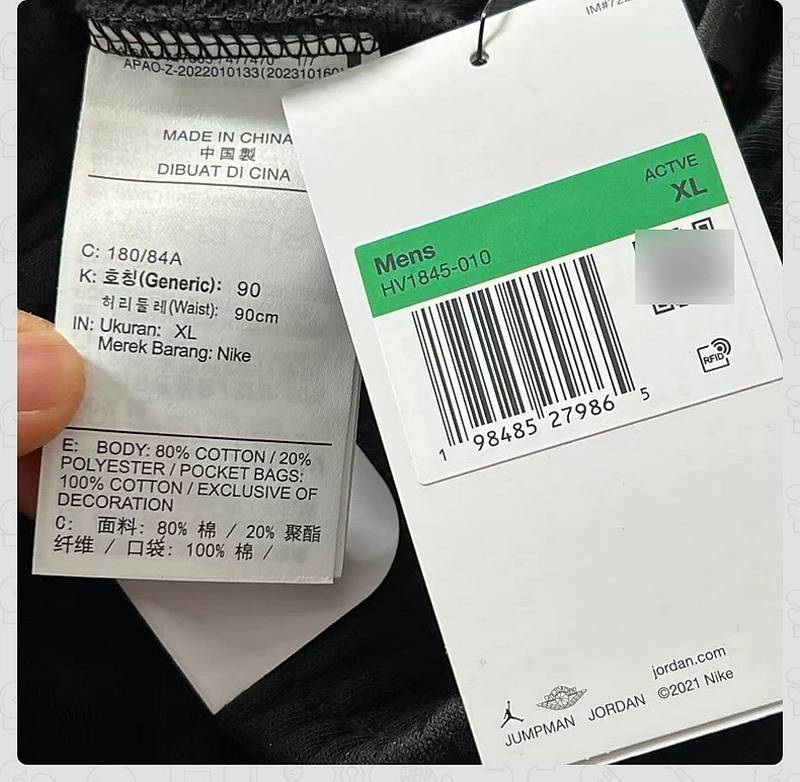 APAO-Z-2022010133(202310160)
MADE IN CHINA
中国製
DIBUAT DI CINA
C: 180/84A
K: 호칭(Generic): 90
허리둘레(Waist): 90cm
IN: Ukuran: XL
Merek Barang: Nike
E: BODY: 80% COTTON / 20%
POLYESTER / POCKET BAGS:
100% COTTON / EXCLUSIVE OF
DECORATION
C: 面料: 80% 棉 / 20% 聚酯
纤维 / 口袋: 100% 棉 /
ACTVE
XL
Mens
HV1845-010
RFID
1 98485 27986 5
jordan.com
JUMPMAN JORDAN ©2021 Nike